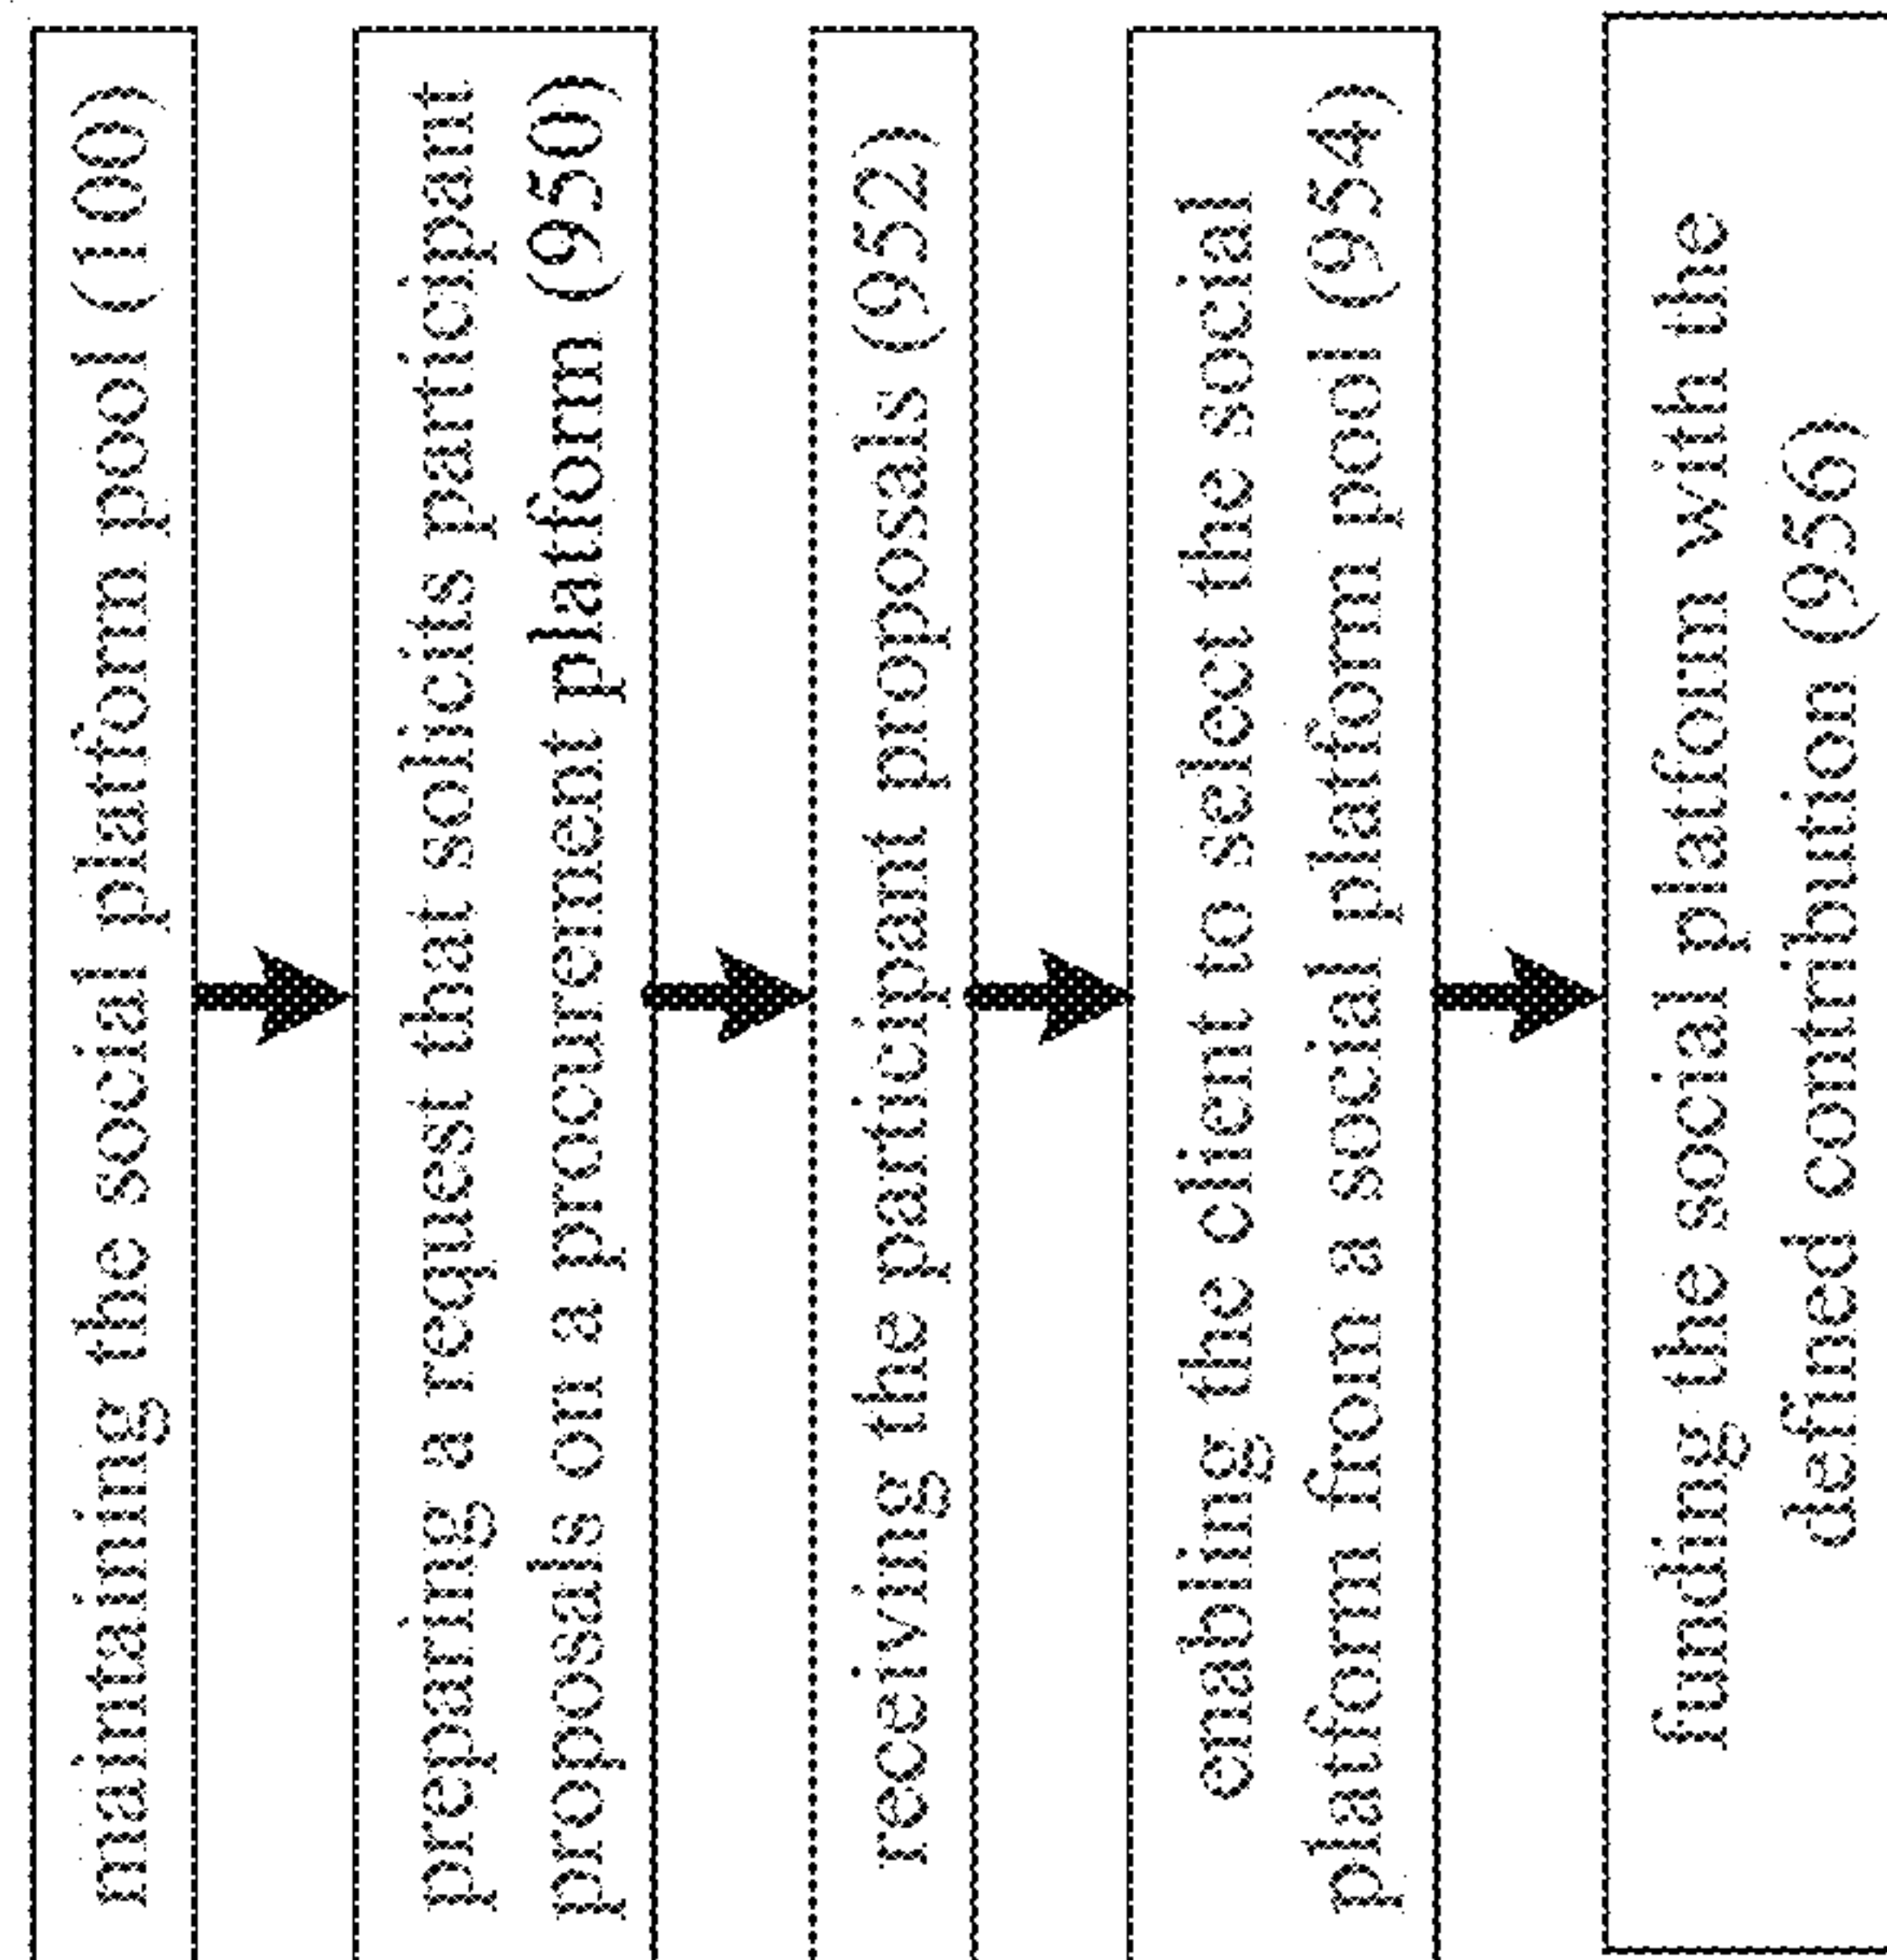 maintaining the social platform pool (100)
preparing a request that solicits participant
proposals on a procurement platform (950)
receiving the participant proposals (952)
enabling the client to select the social
platform from a social platform pool (954)
funding the social platform with the
defined contribution (956)